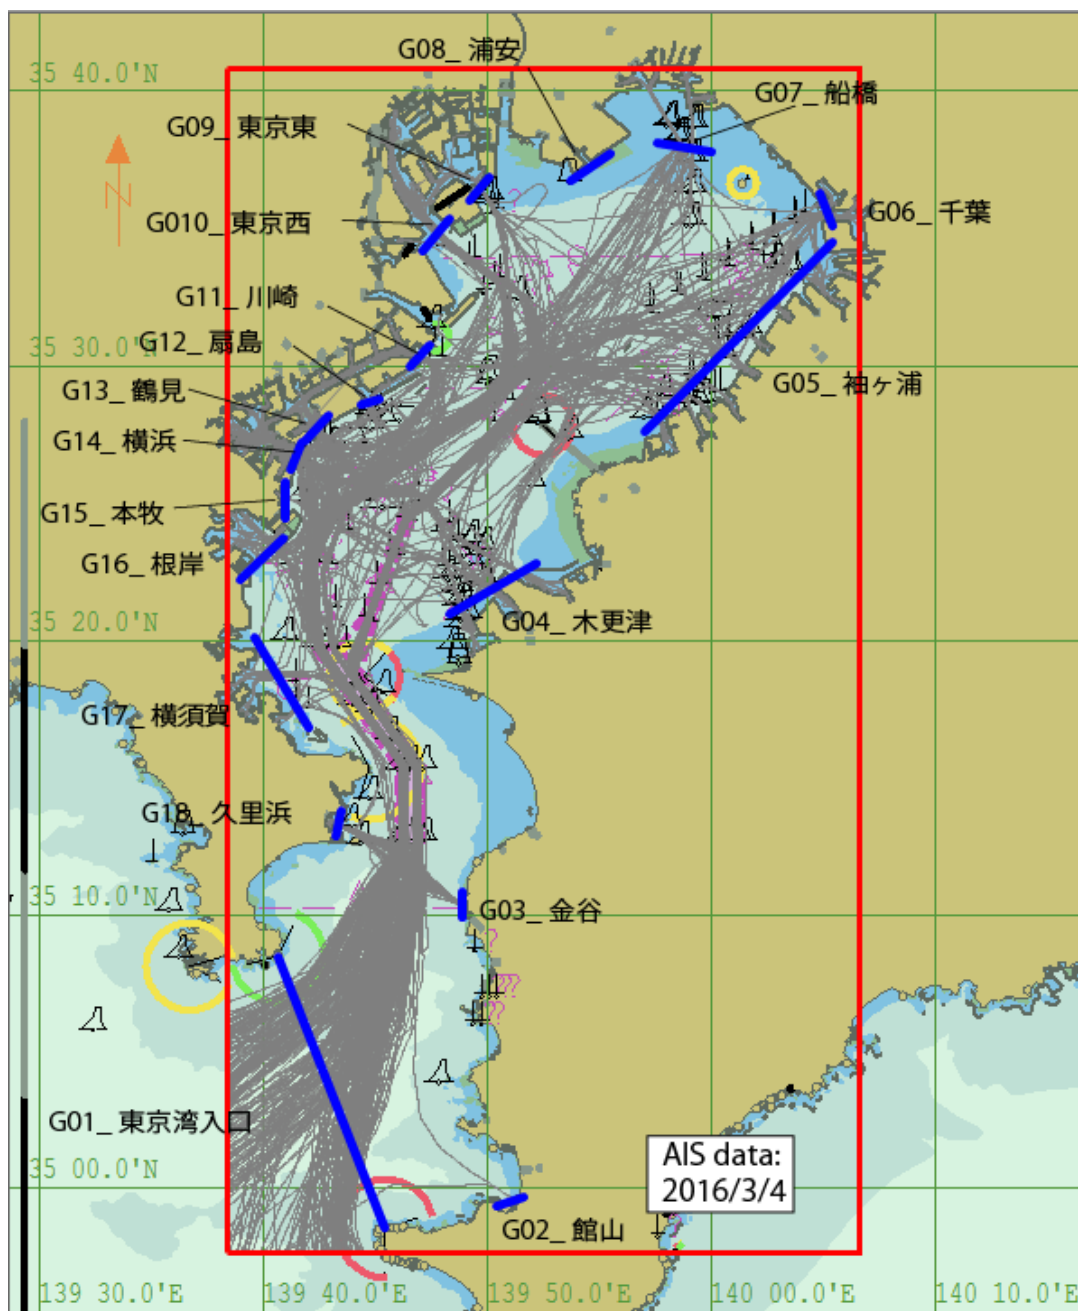 G08_ 浦安
35 40.0'N
G07_ 船橋
G09_ 東京東
N
G010_ 東京西
G06_ 千葉
G11_ 川崎
G12_ 扇島
35 30.0'N
G05_ 袖ヶ浦
G13_ 鶴見
G14_ 横浜
G15_ 本牧
G16_ 根岸
35 20.0'N
G04_ 木更津
G17_ 横須賀
G18_ 久里浜
35 10.0'N
G03_ 金谷
G01_ 東京湾入口
35 00.0'N
AIS data:
2016/3/4
G02_ 館山
139 30.0'E 139 40.0'E 139 50.0'E 140 00.0'E 140 10.0'E